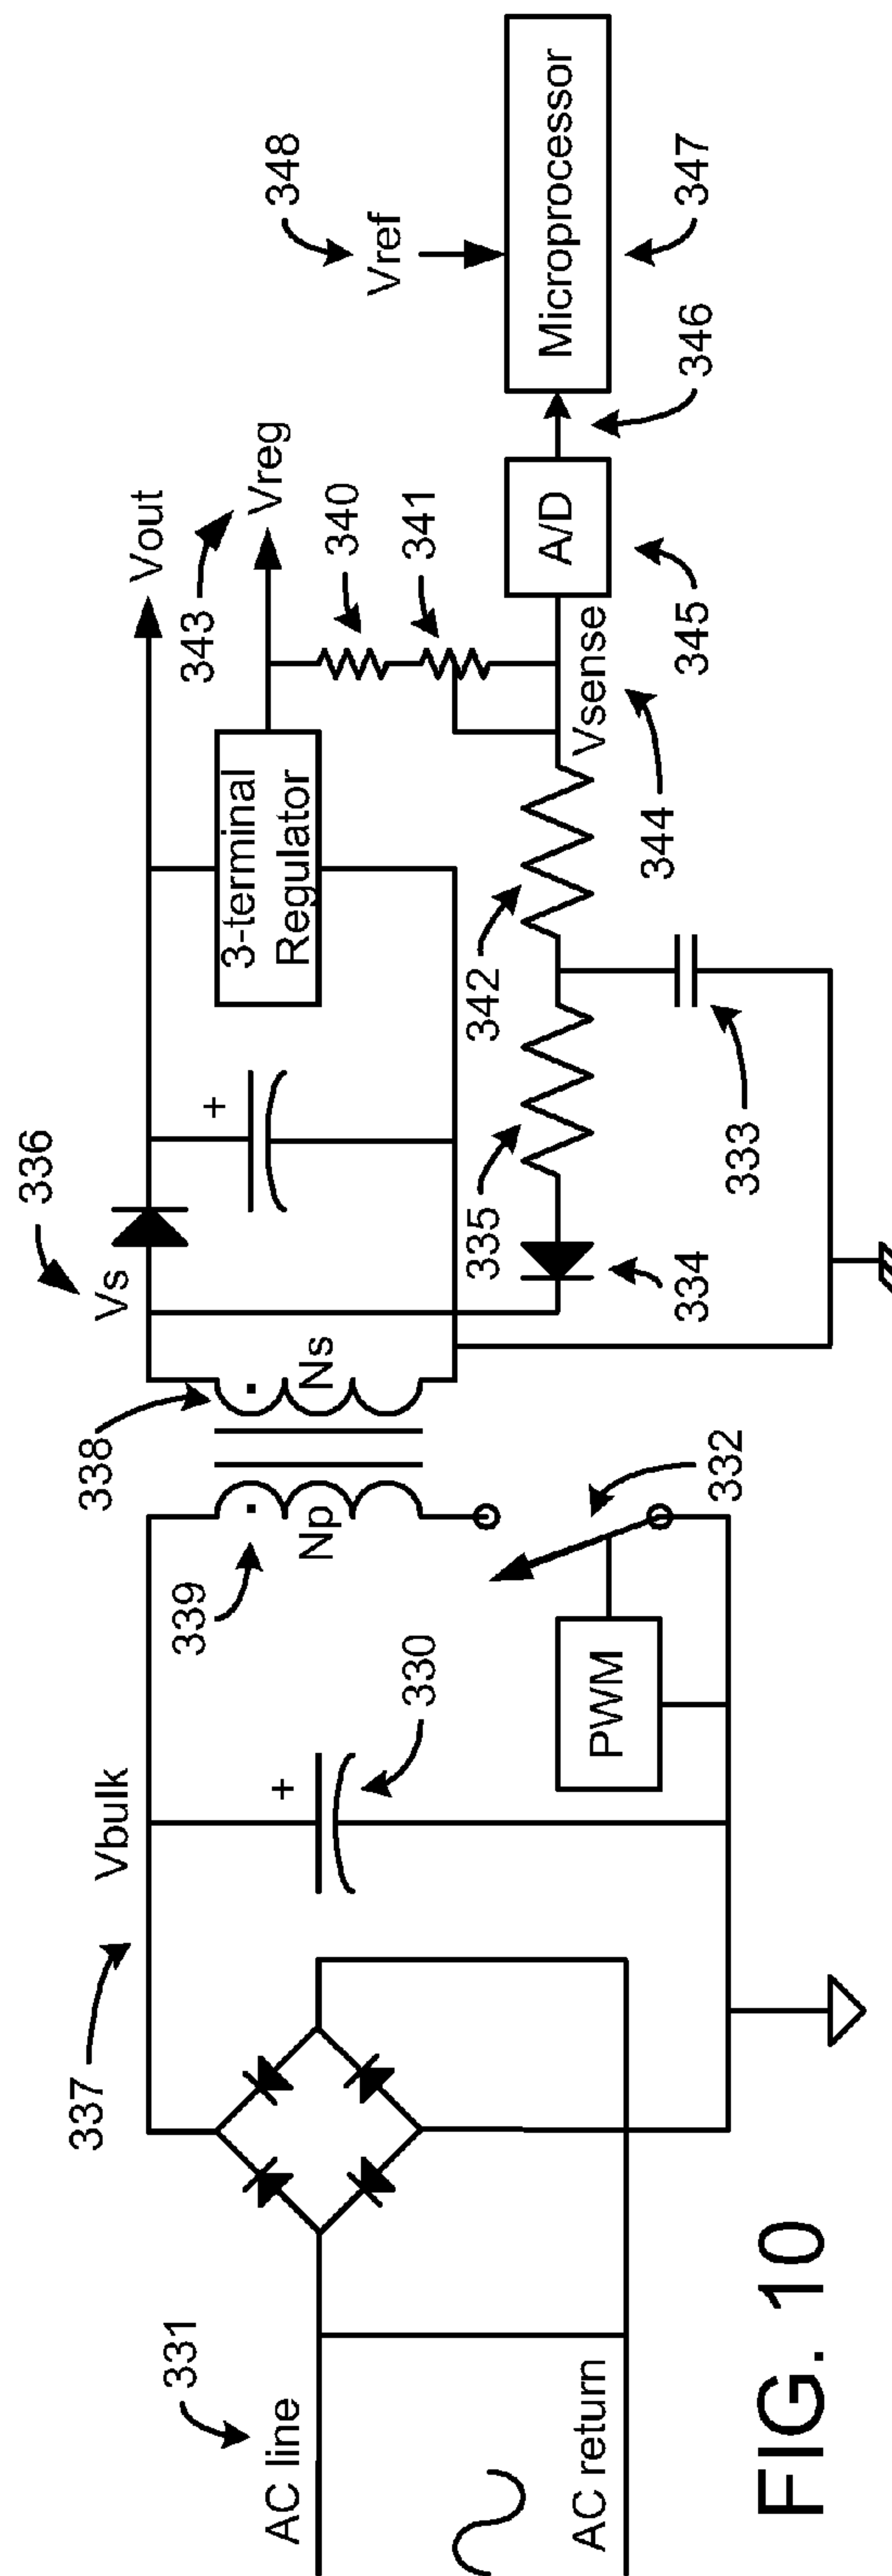 331
AC line
AC return
337
Vbulk
+
330
PWM
332
339
Np
338
Ns
Vs
336
+
334
335
333
342
3-terminal
Regulator
344
Vsense
343
Vout
Vreg
340
341
A/D
345
346
Vref
348
Microprocessor
347
FIG. 10